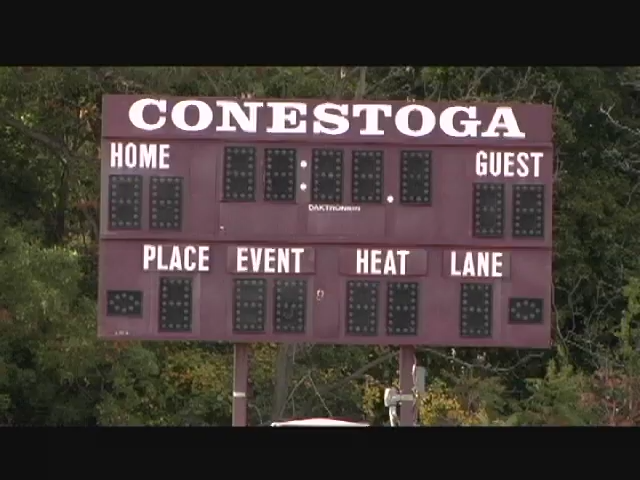 CONESTOGA
HOME GUEST
DAKTRONICS
PLACE EVENT HEAT LANE